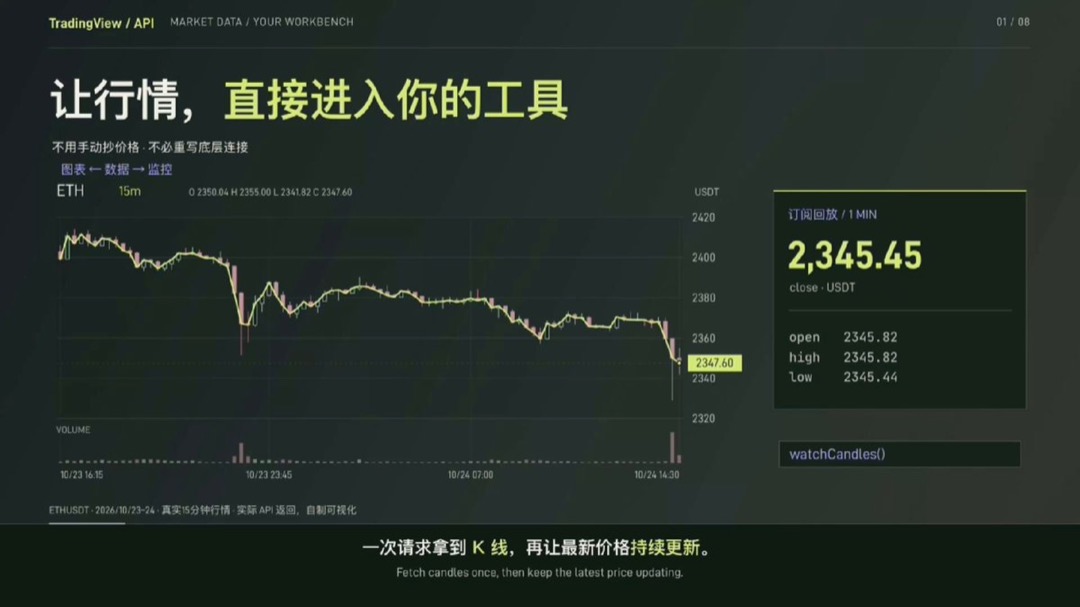 TradingView / API MARKET DATA / YOUR WORKBENCH 01 / 08
让行情，直接进入你的工具
不用手动抄价格 · 不必重写底层连接
图表 ← 数据 → 监控
ETH 15m O 2350.04 H 2355.00 L 2341.82 C 2347.60 USDT
2420
2400
2380
2360
2347.60
2340
2320
VOLUME
10/23 16:15 10/23 23:45 10/24 07:00 10/24 14:30
订阅回放 / 1 MIN
2,345.45
close · USDT
open 2345.82
high 2345.82
low 2345.44
watchCandles()
ETHUSDT · 2026/10/23-24 · 真实15分钟行情 · 实际 API 返回，自制可视化
一次请求拿到 K 线，再让最新价格持续更新。
Fetch candles once, then keep the latest price updating.